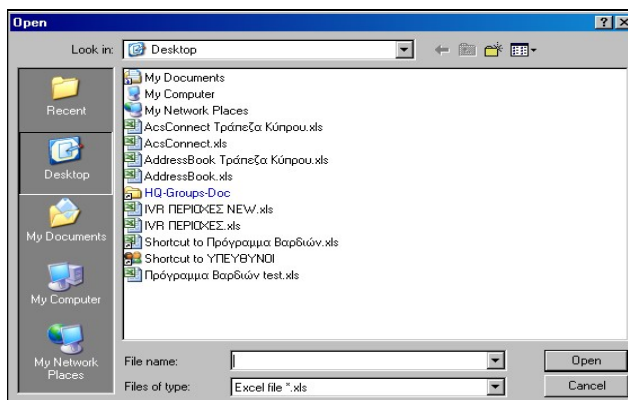 Open
Look in:
Desktop
Recent
Desktop
My Documents
My Computer
My Network
Places
My Documents
My Computer
My Network Places
AcsConnect Τράπεζα Κύπρου.xls
AcsConnect.xls
AddressBook Τράπεζα Κύπρου.xls
AddressBook.xls
HQ-Groups-Doc
IVR ΠΕΡΙΟΧΕΣ NEW.xls
IVR ΠΕΡΙΟΧΕΣ.xls
Shortcut to Πρόγραμμα Βαρδιών.xls
Shortcut to ΥΠΕΥΘΥΝΟΙ
Πρόγραμμα Βαρδιών test.xls
File name:
Open
Files of type:
Excel file *.xls
Cancel